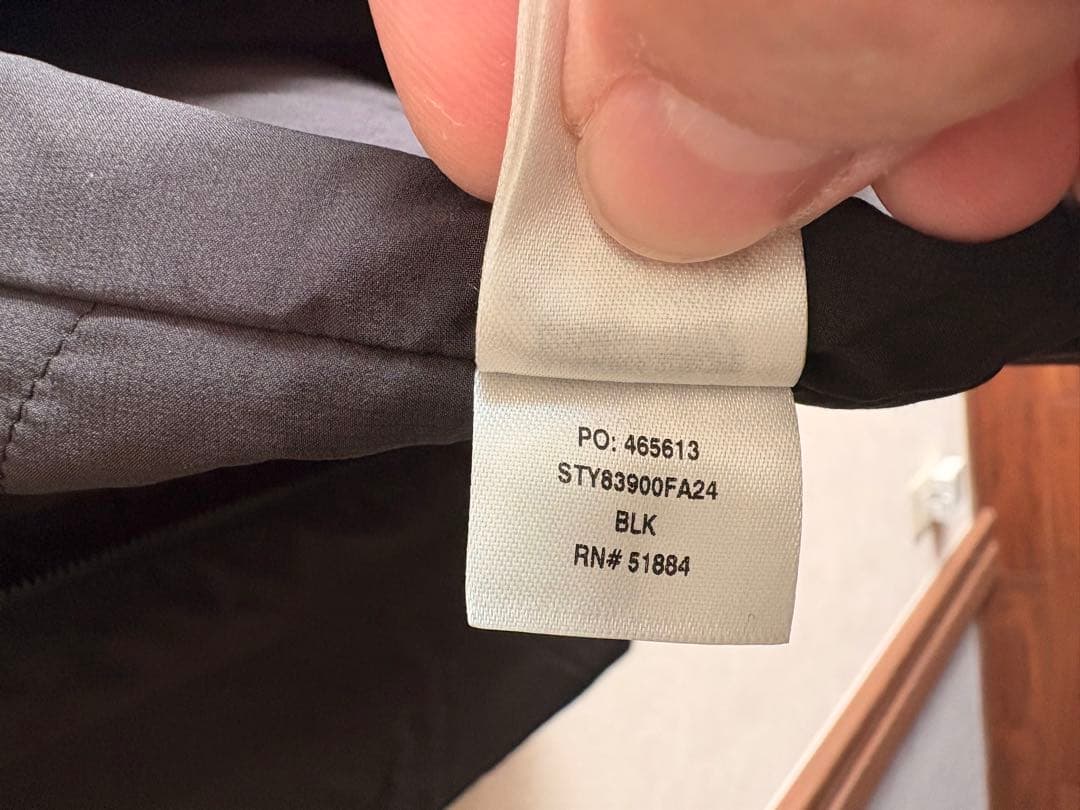 PO: 465613
STY83900FA24
BLK
RN# 51884